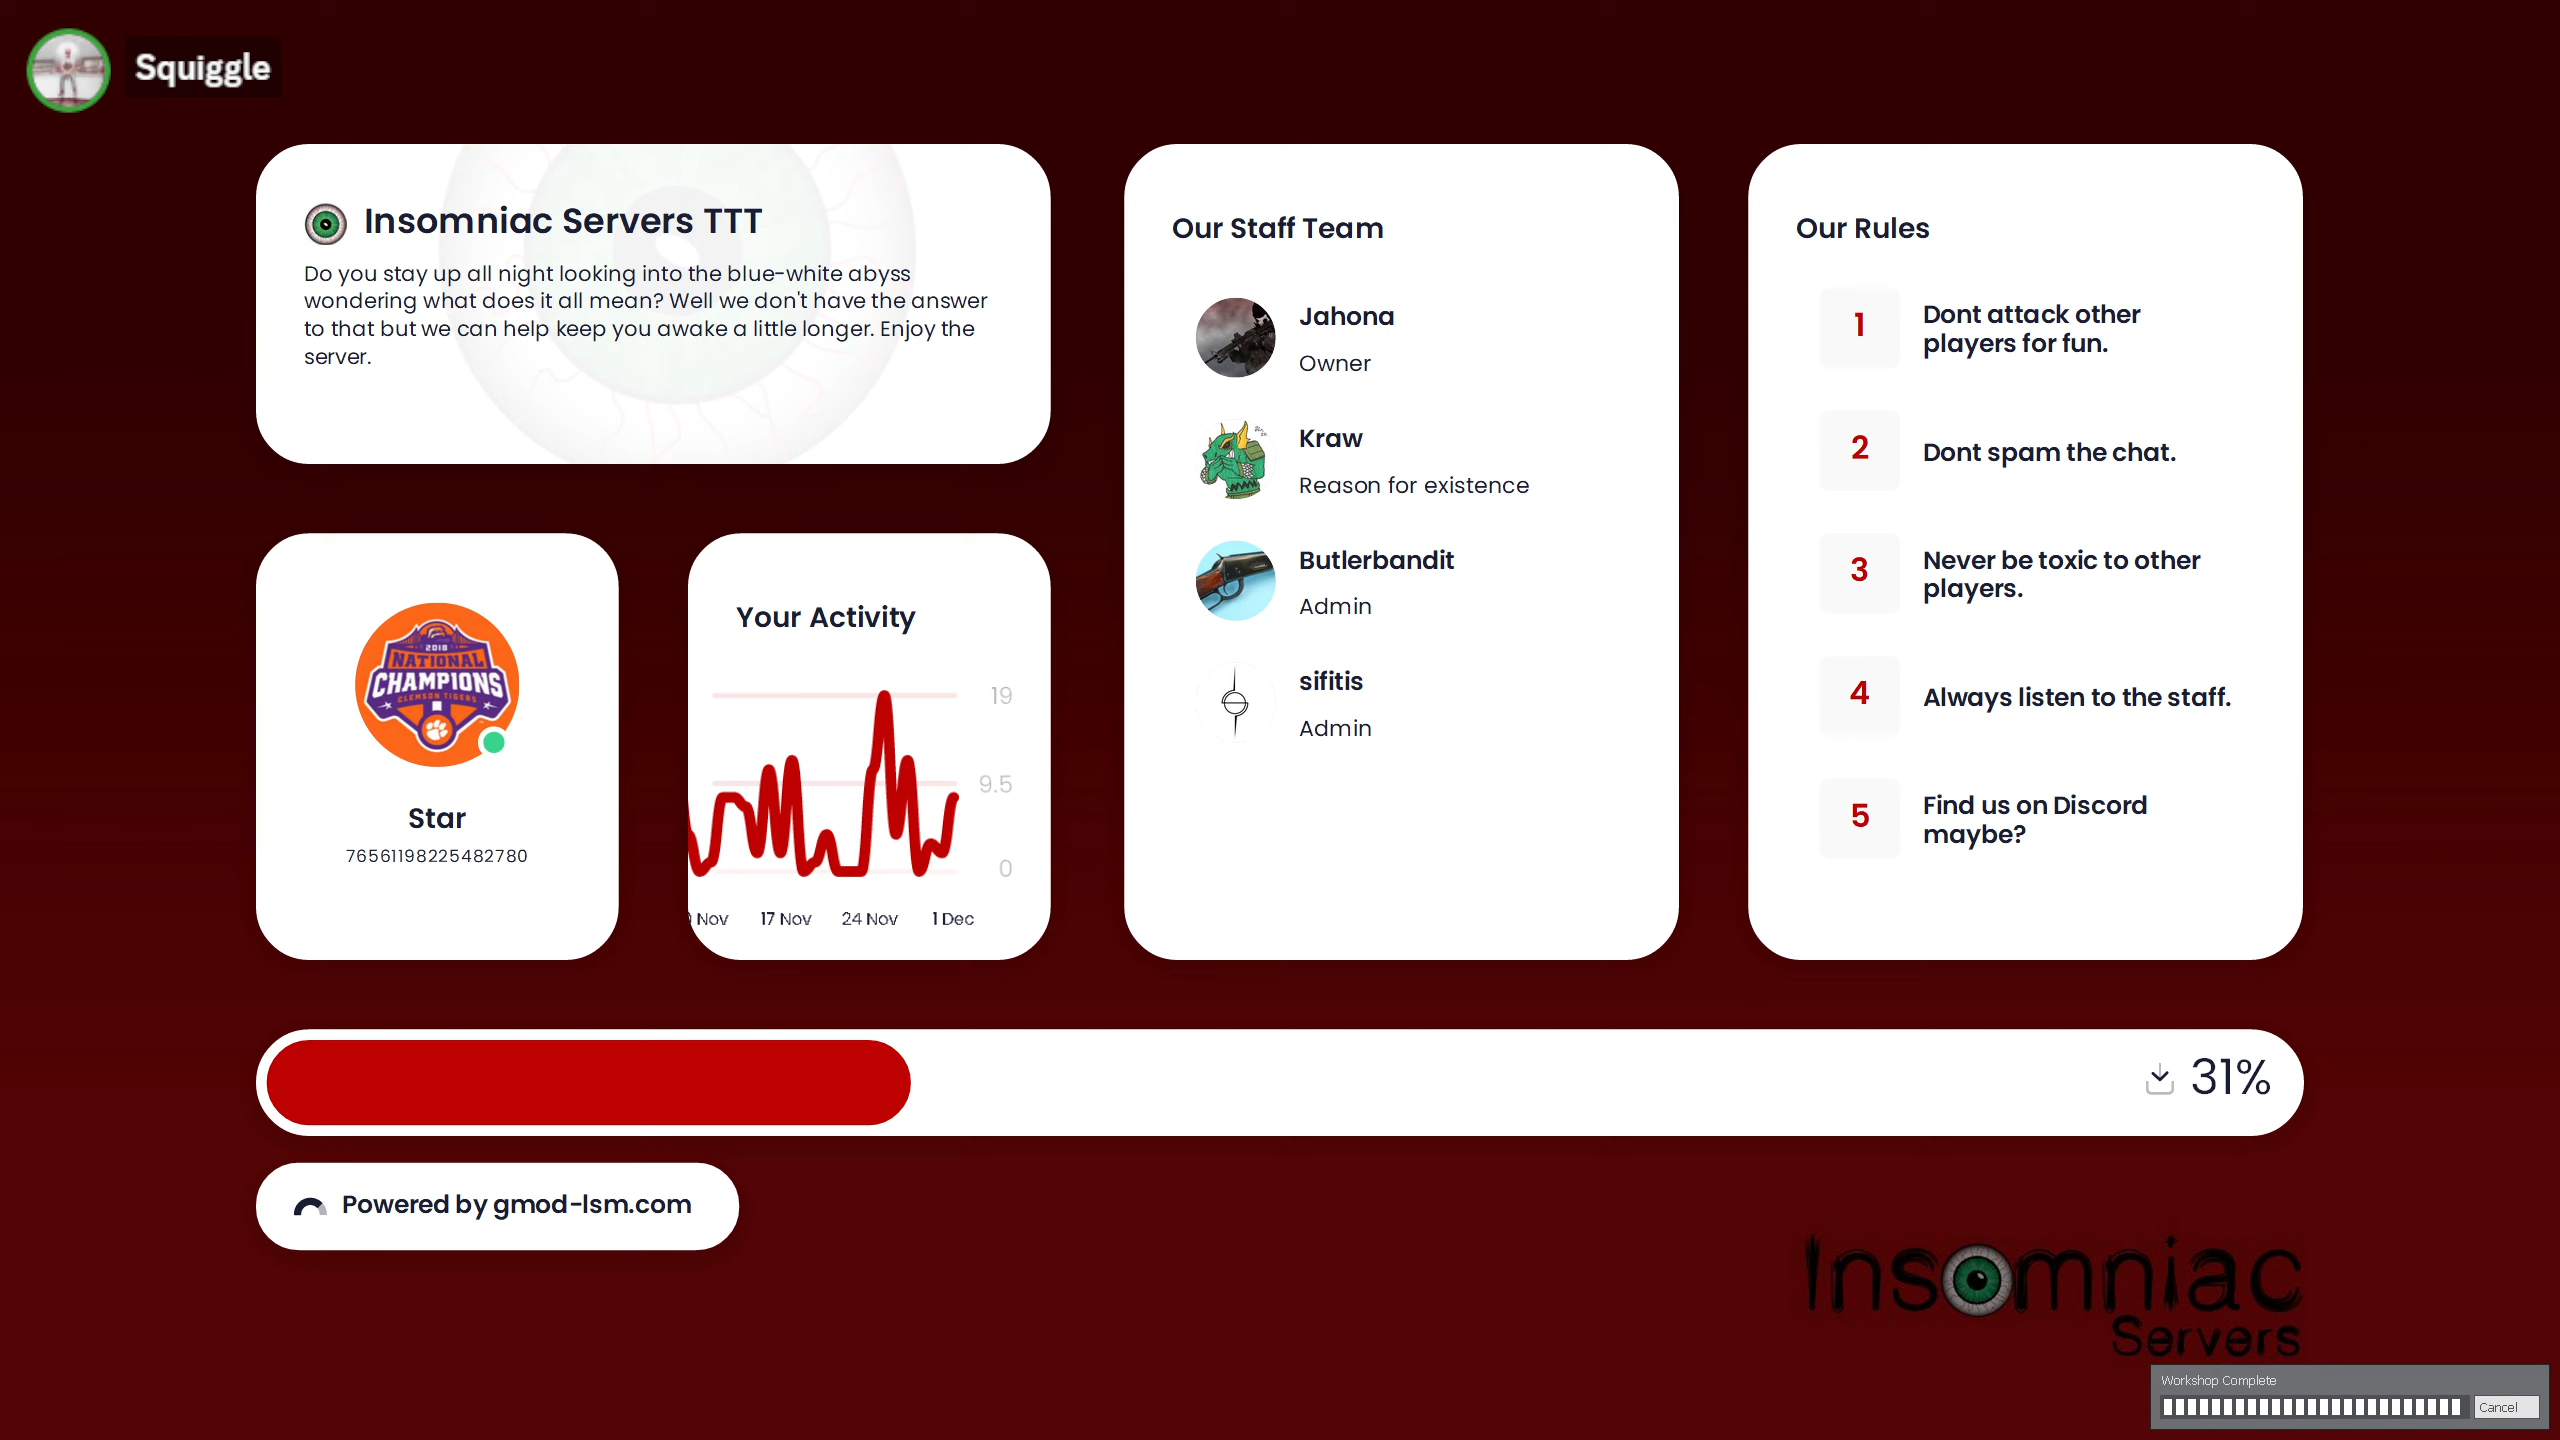 Squiggle
Insomniac Servers TTT
Do you stay up all night looking into the blue-white abyss
wondering what does it all mean? Well we don't have the answer
to that but we can help keep you awake a little longer. Enjoy the
server.
2018
NATIONAL
CHAMPIONS
CLEMSON TIGERS
Star
76561198225482780
Your Activity
19
9.5
0
Nov
17 Nov
24 Nov
1 Dec
Our Staff Team
Jahona
Owner
Kraw
Reason for existence
Butlerbandit
Admin
sifitis
Admin
Our Rules
1
Dont attack other
players for fun.
2
Dont spam the chat.
3
Never be toxic to other
players.
4
Always listen to the staff.
5
Find us on Discord
maybe?
31%
Powered by gmod-lsm.com
Insomniac
Servers
Workshop Complete
Cancel